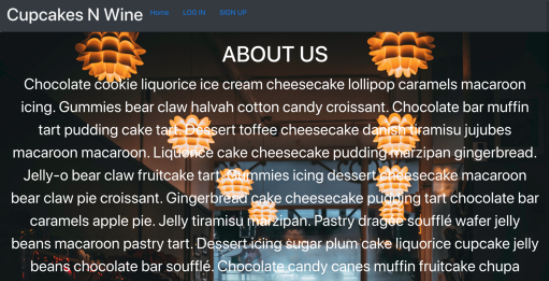 Cupcakes N Wine Home LOG IN SIGN UP
ABOUT US
Chocolate cookie liquorice ice cream cheesecake lollipop caramels macaroon
icing. Gummies bear claw halvah cotton candy croissant. Chocolate bar muffin
tart pudding cake tart. Dessert toffee cheesecake danish tiramisu jujubes
macaroon macaroon. Liquorice cake cheesecake pudding marzipan gingerbread.
Jelly-o bear claw fruitcake tart. Gummies icing dessert cheesecake macaroon
bear claw pie croissant. Gingerbread cake cheesecake pudding tart chocolate bar
caramels apple pie. Jelly tiramisu marzipan. Pastry dragée soufflé wafer jelly
beans macaroon pastry tart. Dessert icing sugar plum cake liquorice cupcake jelly
beans chocolate bar soufflé. Chocolate candy canes muffin fruitcake chupa